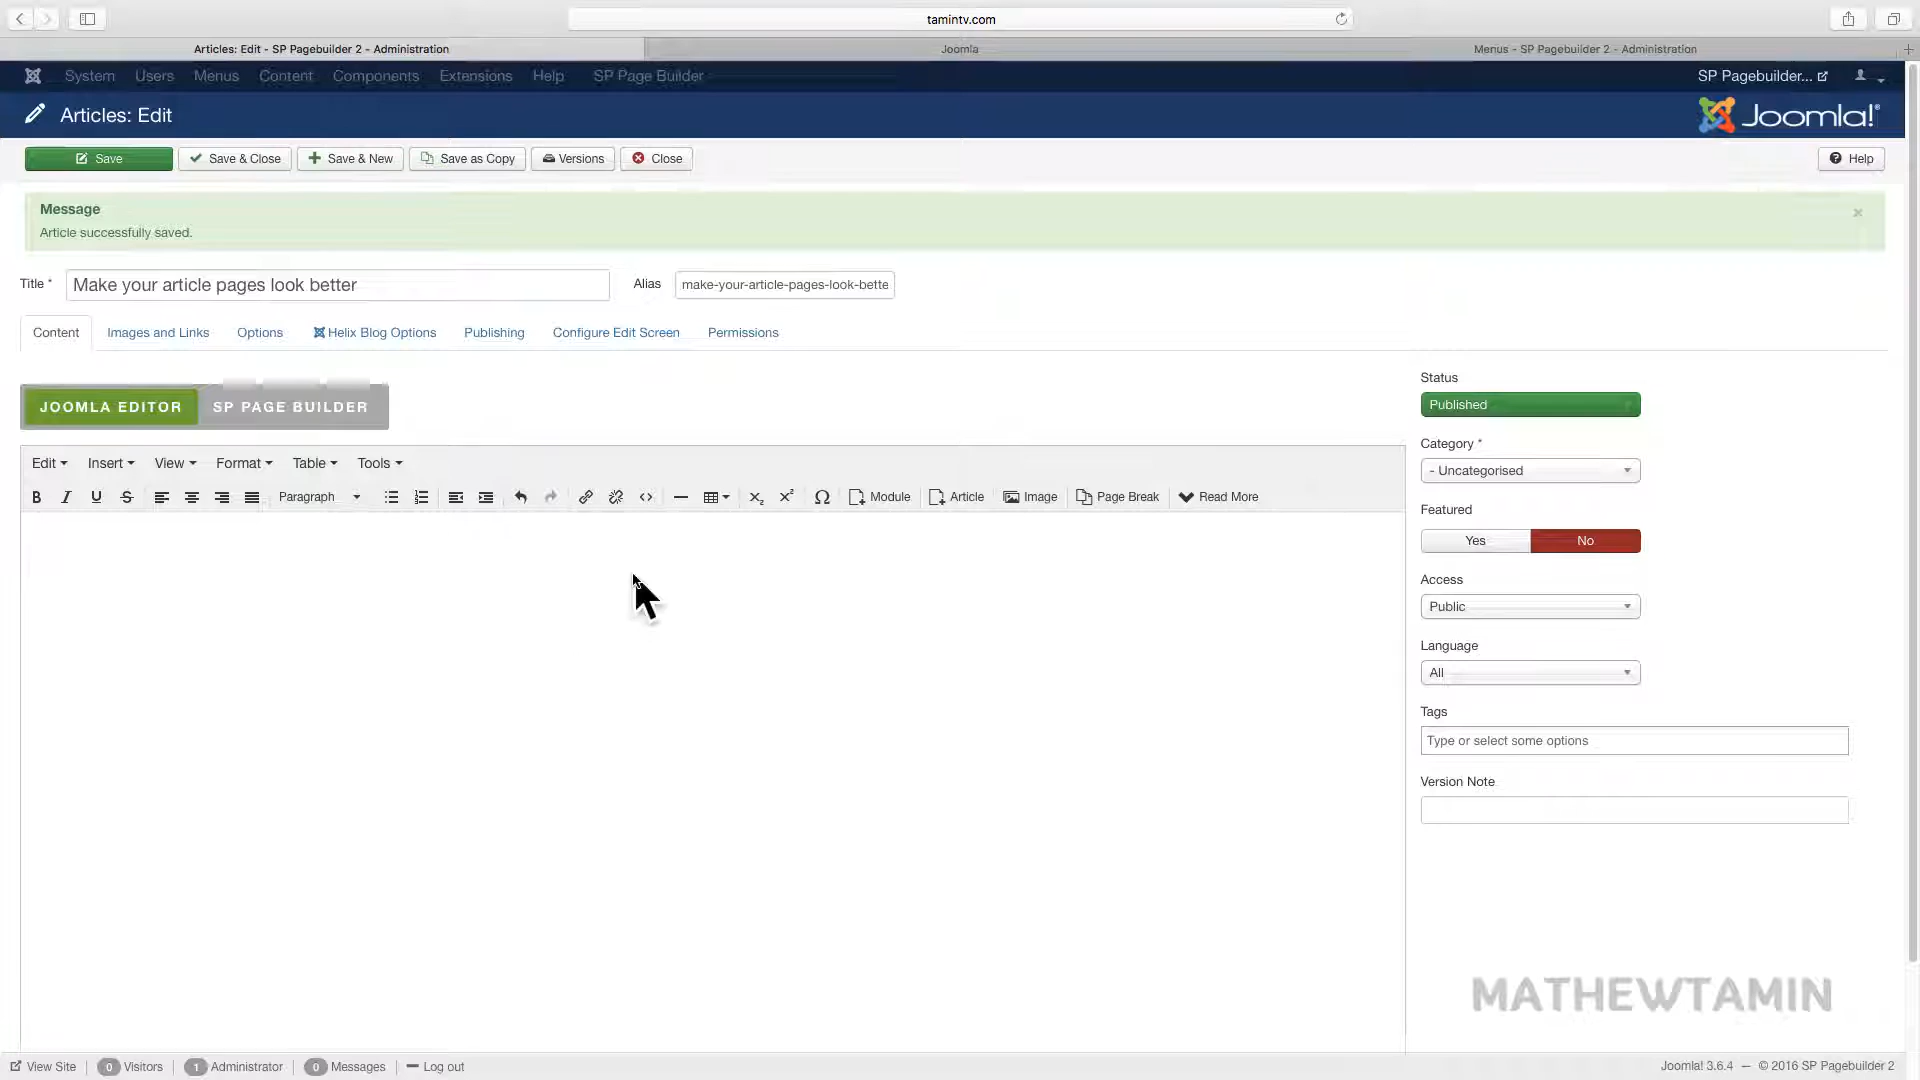 tamintv.com
Articles: Edit - SP Pagebuilder 2 - Administration
Joomla
Menus - SP Pagebuilder 2 - Administration
System Users Menus Content Components Extensions Help SP Page Builder
SP Pagebuilder...
Articles: Edit
Joomla!®
Save
Save & Close
Save & New
Save as Copy
Versions
Close
Help
Message
Article successfully saved.
Title *
Make your article pages look better
Alias
make-your-article-pages-look-bette
Content
Images and Links
Options
Helix Blog Options
Publishing
Configure Edit Screen
Permissions
JOOMLA EDITOR
SP PAGE BUILDER
Edit Insert View Format Table Tools
Paragraph
Module
Article
Image
Page Break
Read More
Status
Published
Category *
- Uncategorised
Featured
Yes
No
Access
Public
Language
All
Tags
Type or select some options
Version Note
MATHEWTAMIN
View Site
0 Visitors
1 Administrator
0 Messages
Log out
Joomla! 3.6.4 — © 2016 SP Pagebuilder 2